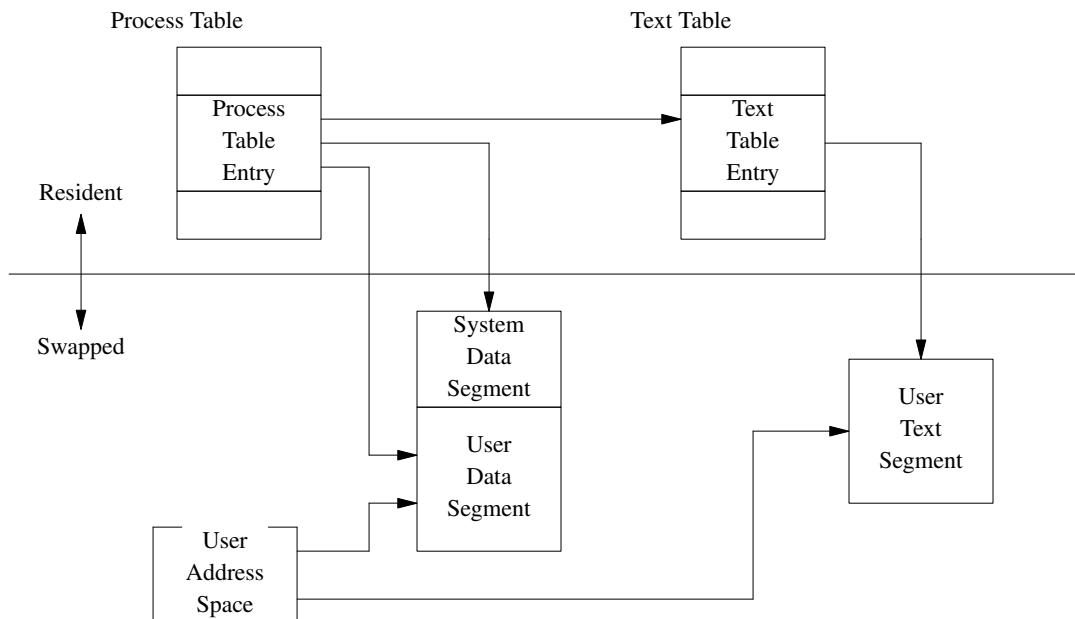 Process Table
Text Table
Process
Table
Entry
Text
Table
Entry
Resident
Swapped
System
Data
Segment
User
Data
Segment
User
Text
Segment
User
Address
Space